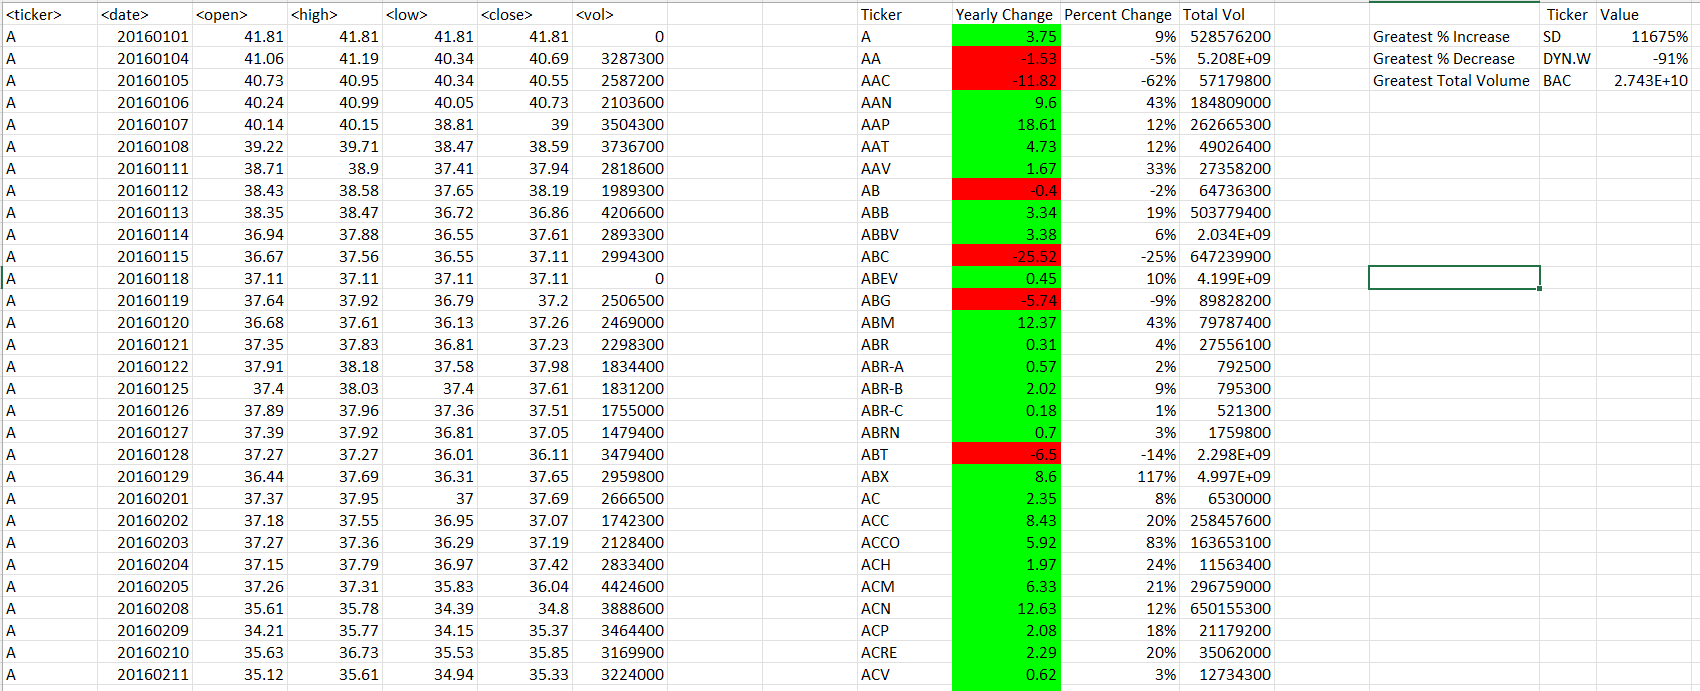 <ticker> <date> <open> <high> <low> <close> <vol> Ticker Yearly Change Percent Change Total Vol Ticker Value
A 20160101 41.81 41.81 41.81 41.81 0 A 3.75 9% 528576200 Greatest % Increase SD 11675%
A 20160104 41.06 41.19 40.34 40.69 3287300 AA -1.53 -5% 5.208E+09 Greatest % Decrease DYN.W -91%
A 20160105 40.73 40.95 40.34 40.55 2587200 AAC -11.82 -62% 57179800 Greatest Total Volume BAC 2.743E+10
A 20160106 40.24 40.99 40.05 40.73 2103600 AAN 9.6 43% 184809000
A 20160107 40.14 40.15 38.81 39 3504300 AAP 18.61 12% 262665300
A 20160108 39.22 39.71 38.47 38.59 3736700 AAT 4.73 12% 49026400
A 20160111 38.71 38.9 37.41 37.94 2818600 AAV 1.67 33% 27358200
A 20160112 38.43 38.58 37.65 38.19 1989300 AB -0.4 -2% 64736300
A 20160113 38.35 38.47 36.72 36.86 4206600 ABB 3.34 19% 503779400
A 20160114 36.94 37.88 36.55 37.61 2893300 ABBV 3.38 6% 2.034E+09
A 20160115 36.67 37.56 36.55 37.11 2994300 ABC -25.52 -25% 647239900
A 20160118 37.11 37.11 37.11 37.11 0 ABEV 0.45 10% 4.199E+09
A 20160119 37.64 37.92 36.79 37.2 2506500 ABG -5.74 -9% 89828200
A 20160120 36.68 37.61 36.13 37.26 2469000 ABM 12.37 43% 79787400
A 20160121 37.35 37.83 36.81 37.23 2298300 ABR 0.31 4% 27556100
A 20160122 37.91 38.18 37.58 37.98 1834400 ABR-A 0.57 2% 792500
A 20160125 37.4 38.03 37.4 37.61 1831200 ABR-B 2.02 9% 795300
A 20160126 37.89 37.96 37.36 37.51 1755000 ABR-C 0.18 1% 521300
A 20160127 37.39 37.92 36.81 37.05 1479400 ABRN 0.7 3% 1759800
A 20160128 37.27 37.27 36.01 36.11 3479400 ABT -6.5 -14% 2.298E+09
A 20160129 36.44 37.69 36.31 37.65 2959800 ABX 8.6 117% 4.997E+09
A 20160201 37.37 37.95 37 37.69 2666500 AC 2.35 8% 6530000
A 20160202 37.18 37.55 36.95 37.07 1742300 ACC 8.43 20% 258457600
A 20160203 37.27 37.36 36.29 37.19 2128400 ACCO 5.92 83% 163653100
A 20160204 37.15 37.79 36.97 37.42 2833400 ACH 1.97 24% 11563400
A 20160205 37.26 37.31 35.83 36.04 4424600 ACM 6.33 21% 296759000
A 20160208 35.61 35.78 34.39 34.8 3888600 ACN 12.63 12% 650155300
A 20160209 34.21 35.77 34.15 35.37 3464400 ACP 2.08 18% 21179200
A 20160210 35.63 36.73 35.53 35.85 3169900 ACRE 2.29 20% 35062000
A 20160211 35.12 35.61 34.94 35.33 3224000 ACV 0.62 3% 12734300